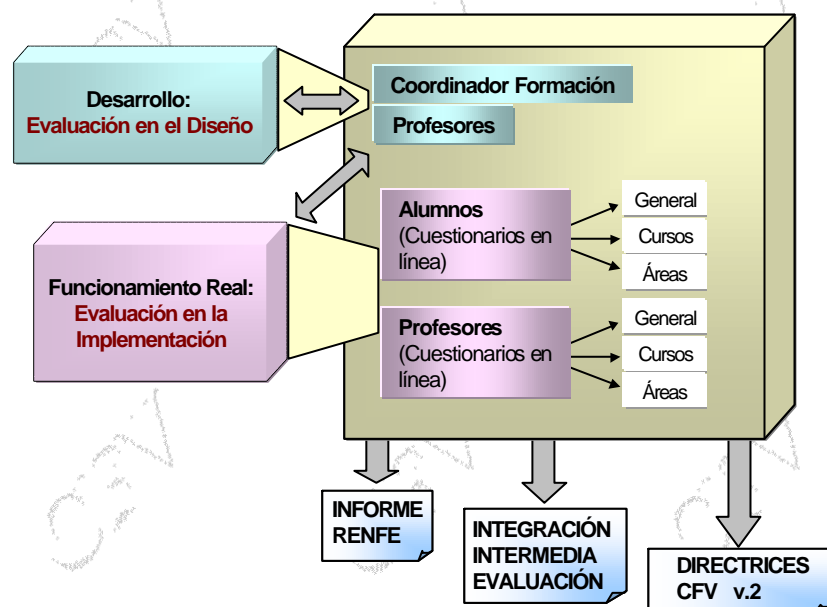 Desarrollo:
Evaluación en el Diseño
Coordinador Formación
Profesores
Funcionamiento Real:
Evaluación en la
Implementación
Alumnos
(Cuestionarios en
línea)
General
Cursos
Áreas
Profesores
(Cuestionarios en
línea)
General
Cursos
Áreas
INFORME
RENFE
INTEGRACIÓN
INTERMEDIA
EVALUACIÓN
DIRECTRICES
CFV v.2